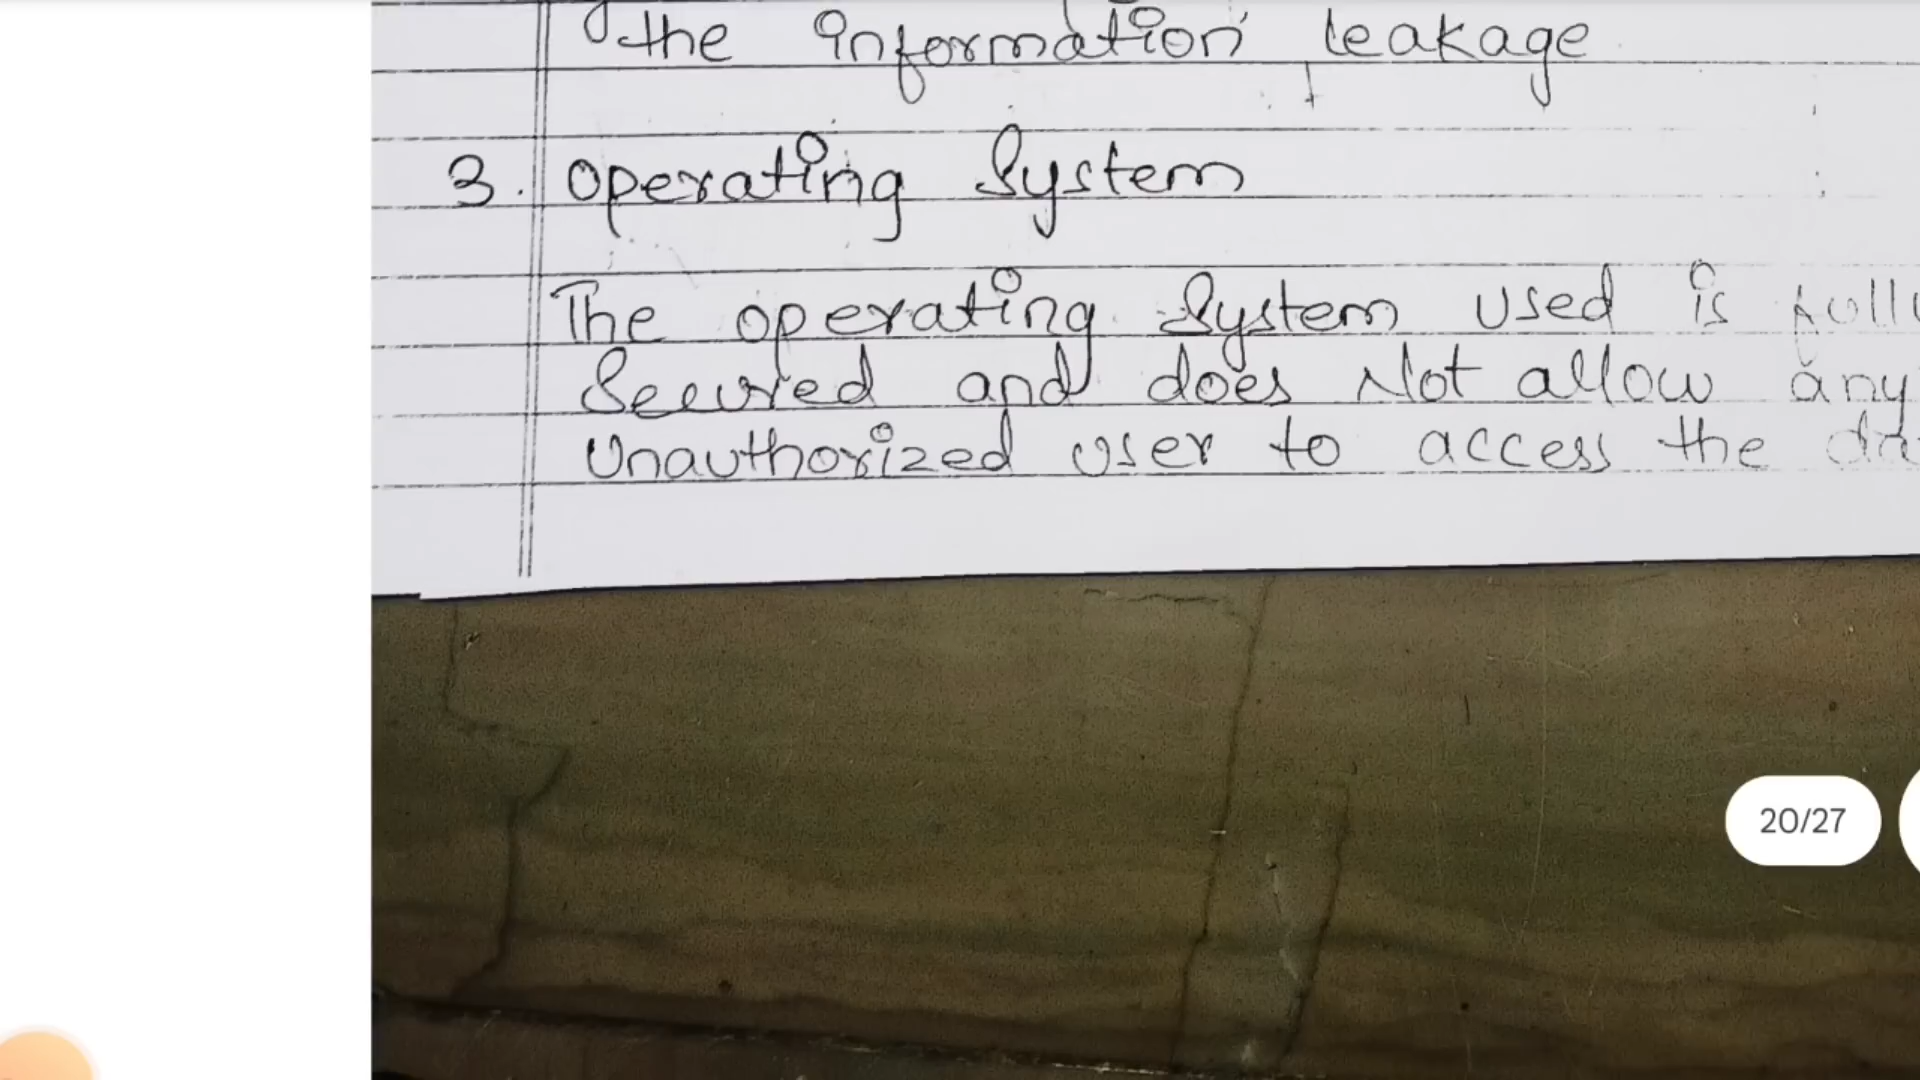 the information leakage
3. Operating System
The operating System used is fully
Secured and does Not allow any
Unauthorized user to access the
20/27